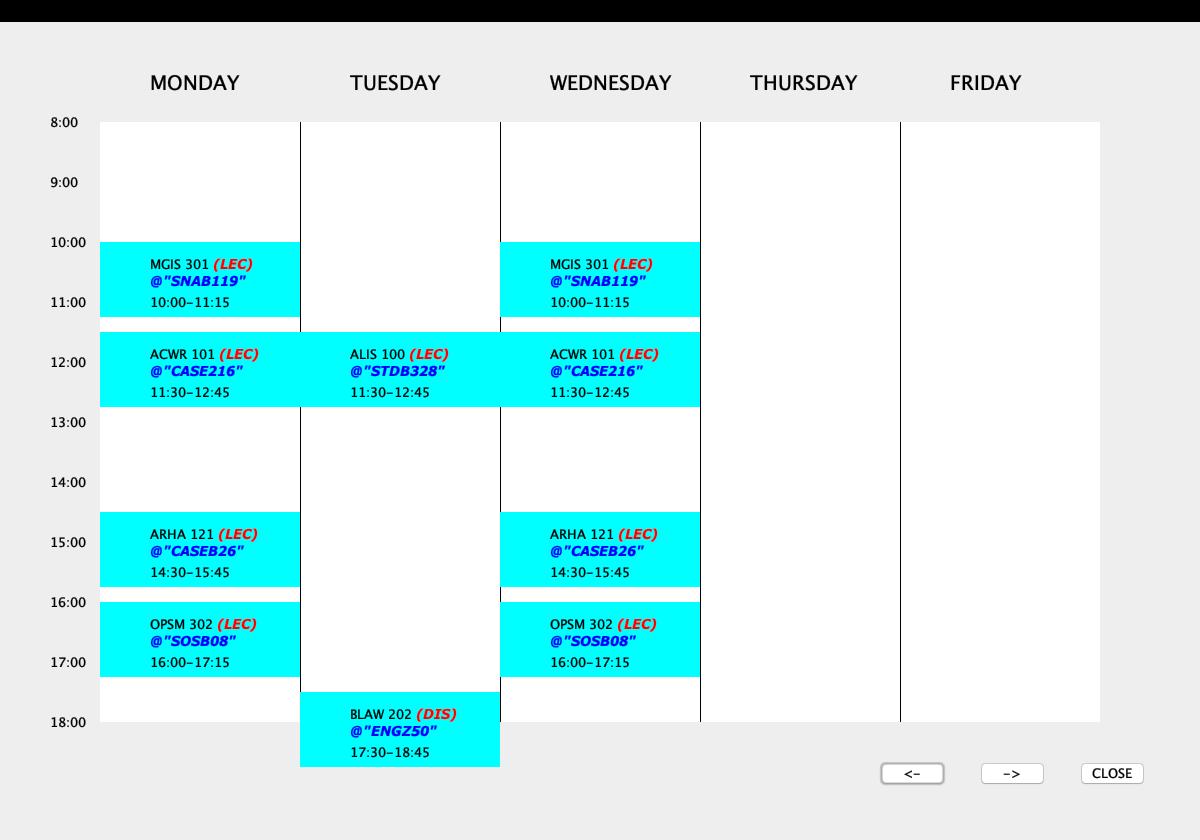 MONDAY TUESDAY WEDNESDAY THURSDAY FRIDAY
8:00
9:00
10:00
MGIS 301 (LEC) MGIS 301 (LEC)
@"SNAB119" @"SNAB119"
11:00 10:00-11:15 10:00-11:15
ACWR 101 (LEC) ALIS 100 (LEC) ACWR 101 (LEC)
12:00 @"CASE216" @"STDB328" @"CASE216"
11:30-12:45 11:30-12:45 11:30-12:45
13:00
14:00
ARHA 121 (LEC) ARHA 121 (LEC)
15:00 @"CASEB26" @"CASEB26"
14:30-15:45 14:30-15:45
16:00
OPSM 302 (LEC) OPSM 302 (LEC)
@"SOSB08" @"SOSB08"
17:00 16:00-17:15 16:00-17:15
18:00 BLAW 202 (DIS)
@"ENGZ50"
17:30-18:45
<- -> CLOSE